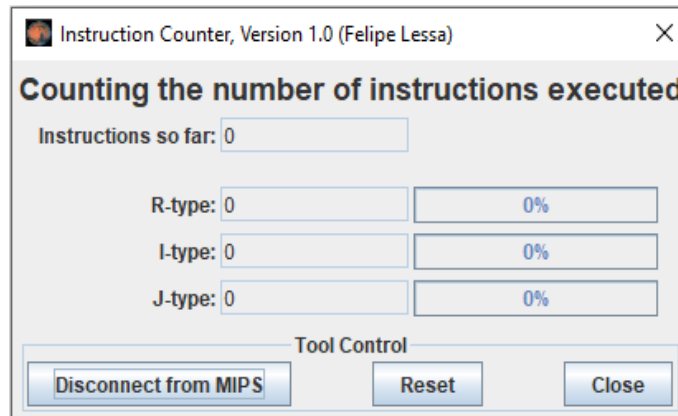 Instruction Counter, Version 1.0 (Felipe Lessa)
Counting the number of instructions executed
Instructions so far: 0
R-type: 0 0%
I-type: 0 0%
J-type: 0 0%
Tool Control
Disconnect from MIPS Reset Close